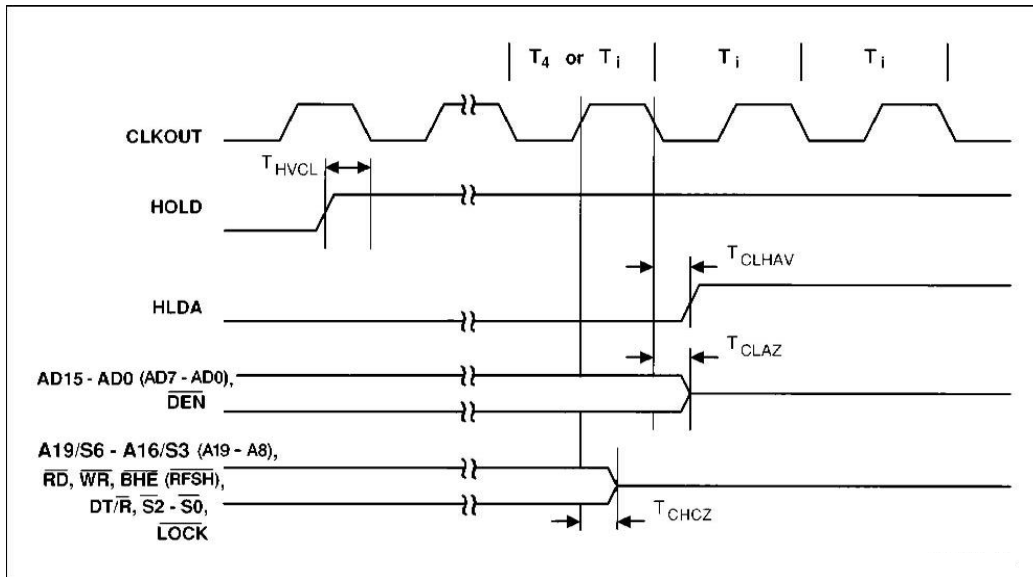 T4 or Ti
Ti
Ti
CLKOUT
THVCL
HOLD
TCLHAV
HLDA
TCLAZ
AD15 - AD0 (AD7 - AD0),
DEN
A19/S6 - A16/S3 (A19 - A8),
RD, WR, BHE (RFSH),
DT/R, S2 - S0,
LOCK
TCHCZ